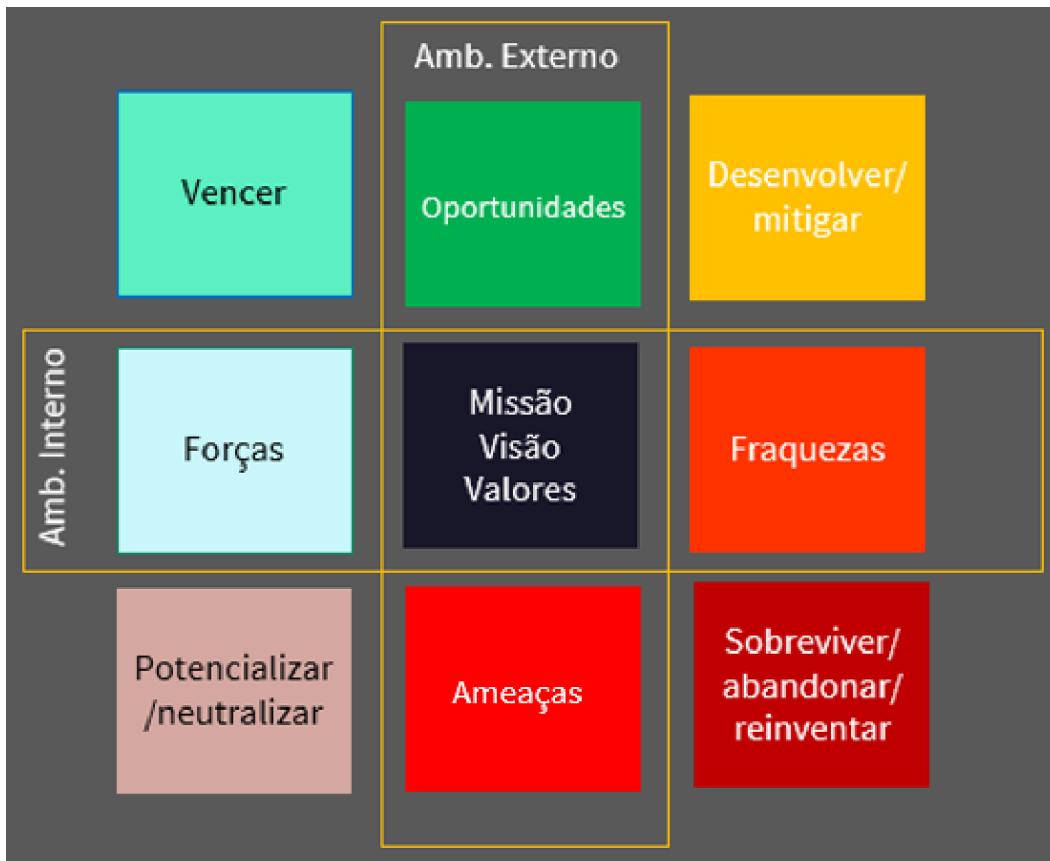 Amb. Externo
Vencer
Oportunidades
Desenvolver/
mitigar
Amb. Interno
Forças
Missão
Visão
Valores
Fraquezas
Potencializar
/neutralizar
Ameaças
Sobreviver/
abandonar/
reinventar